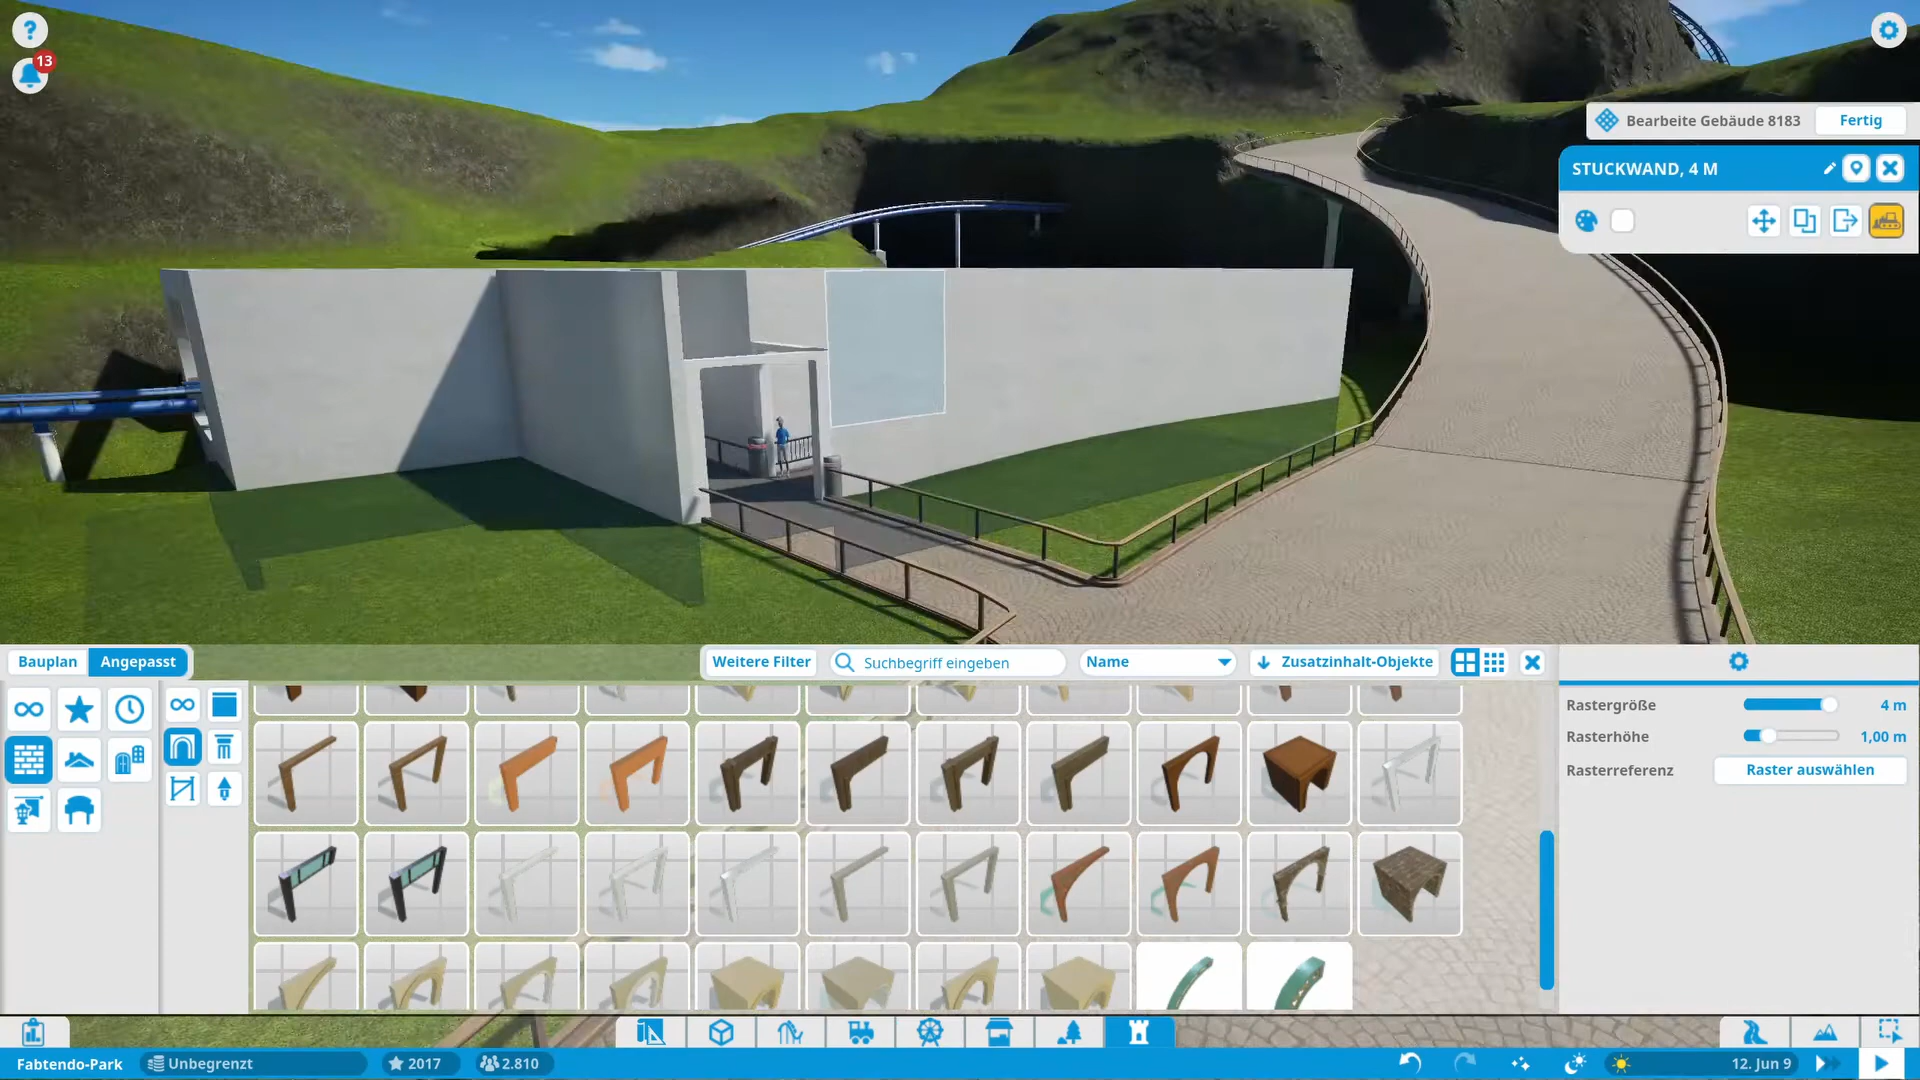 ?
13
Bearbeite Gebäude 8183
Fertig
STUCKWAND, 4 M
Bauplan
Angepasst
Weitere Filter
Suchbegriff eingeben
Name
Zusatzinhalt-Objekte
Rastergröße
4 m
Rasterhöhe
1,00 m
Rasterreferenz
Raster auswählen
Fabtendo-Park
Unbegrenzt
2017
2.810
12. Jun 9